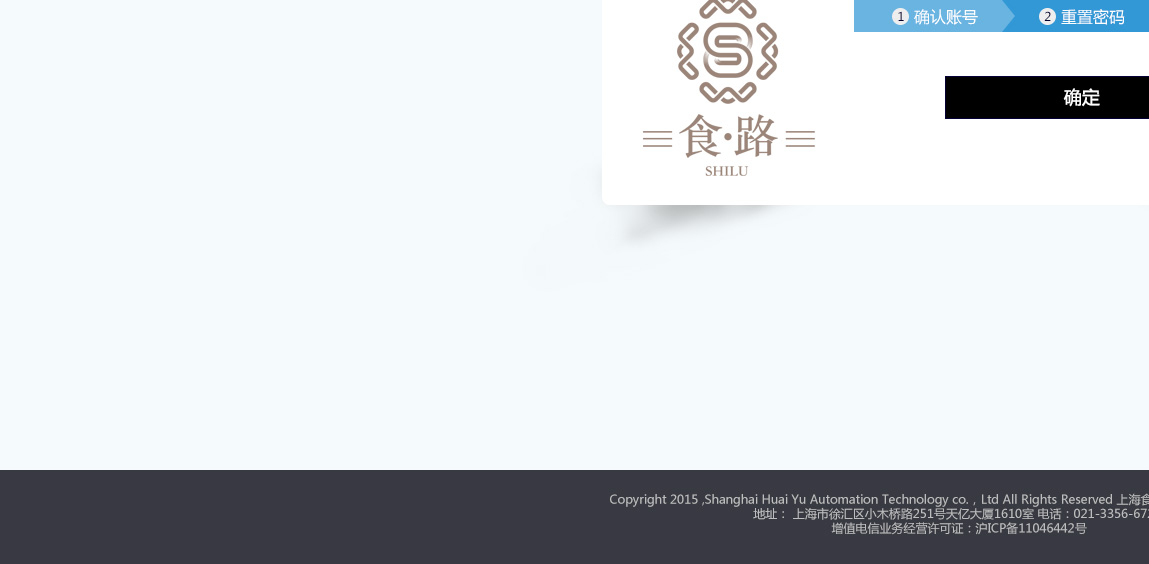 1 确认账号 2 重置密码
确定
食·路
SHILU
Copyright 2015 ,Shanghai Huai Yu Automation Technology co.，Ltd All Rights Reserved 上海
地址： 上海市徐汇区小木桥路251号天亿大厦1610室 电话：021-3356-67
增值电信业务经营许可证：沪ICP备11046442号